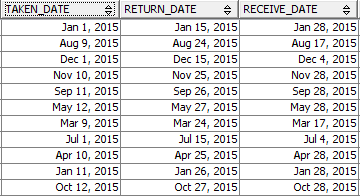 TAKEN_DATE RETURN_DATE RECEIVE_DATE
Jan 1, 2015 Jan 15, 2015 Jan 28, 2015
Aug 9, 2015 Aug 24, 2015 Aug 17, 2015
Dec 1, 2015 Dec 15, 2015 Dec 4, 2015
Nov 10, 2015 Nov 25, 2015 Nov 28, 2015
Sep 11, 2015 Sep 26, 2015 Sep 28, 2015
May 12, 2015 May 27, 2015 May 28, 2015
Mar 9, 2015 Mar 24, 2015 Mar 17, 2015
Jul 1, 2015 Jul 15, 2015 Jul 4, 2015
Apr 10, 2015 Apr 25, 2015 Apr 28, 2015
Jan 11, 2015 Jan 26, 2015 Jan 28, 2015
Oct 12, 2015 Oct 27, 2015 Oct 28, 2015